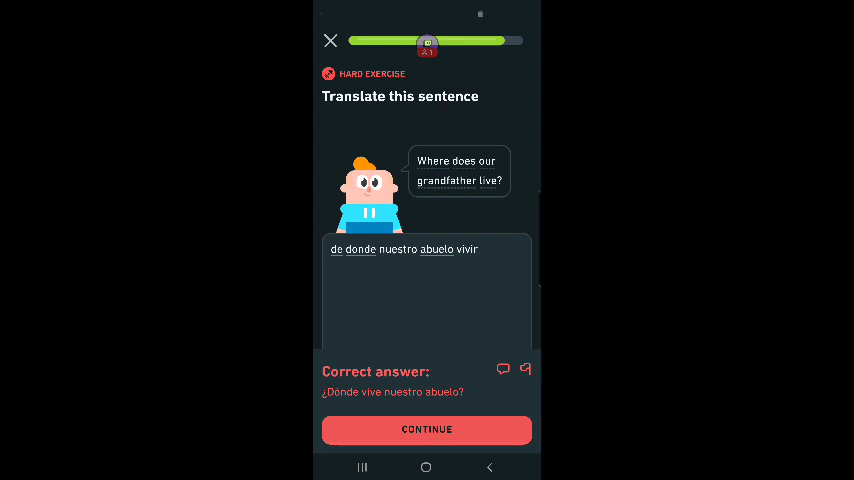 HARD EXERCISE
Translate this sentence
Where does our
grandfather live?
de donde nuestro abuelo vivir
Correct answer:
¿Dónde vive nuestro abuelo?
CONTINUE